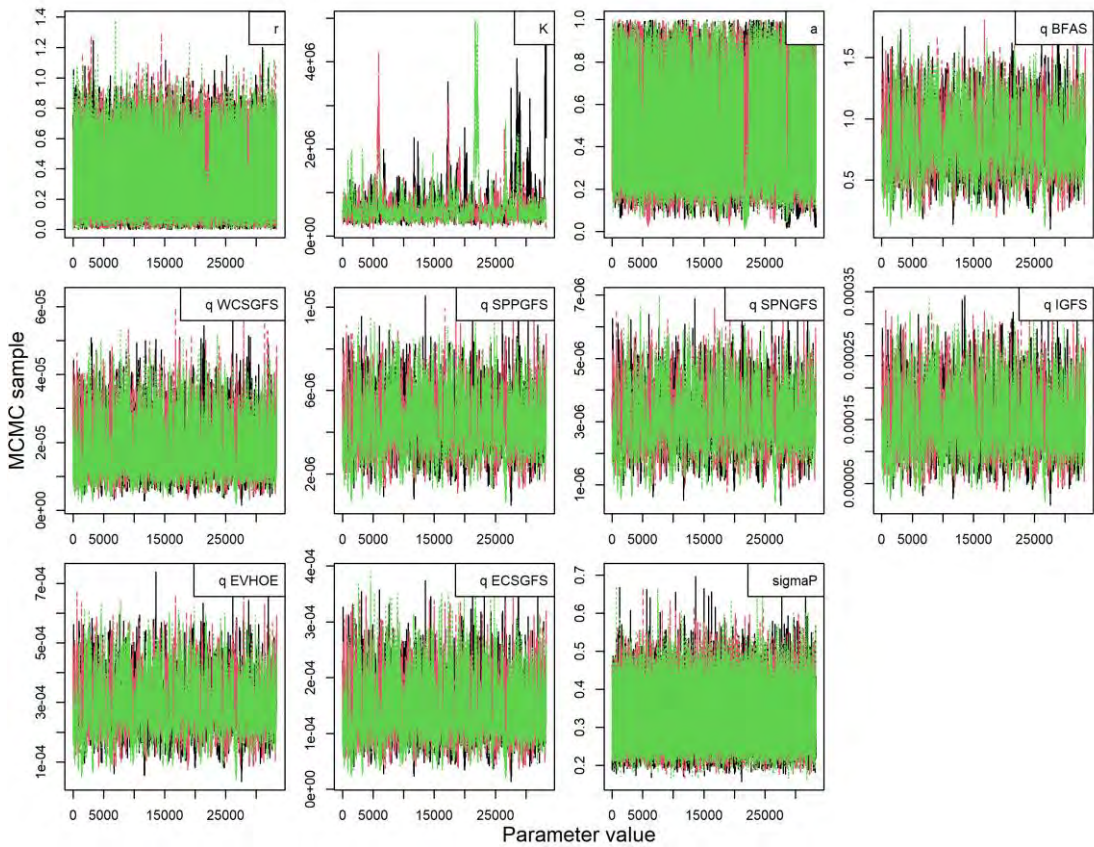 r
K
a
q BFAS
0.0 0.2 0.4 0.6 0.8 1.0 1.2 1.4
0e+00 2e+06 4e+06
0.0 0.2 0.4 0.6 0.8 1.0
0.5 1.0 1.5
0 5000 15000 25000
0 5000 15000 25000
0 5000 15000 25000
0 5000 15000 25000
q WCSGFS
q SPPGFS
q SPNGFS
q IGFS
0e+00 2e-05 4e-05 6e-05
2e-06 6e-06 1e-05
1e-06 3e-06 5e-06 7e-06
0.00005 0.00015 0.00025 0.00035
0 5000 15000 25000
0 5000 15000 25000
0 5000 15000 25000
0 5000 15000 25000
q EVHOE
q ECSGFS
sigmaP
1e-04 3e-04 5e-04 7e-04
0e+00 1e-04 2e-04 3e-04 4e-04
0.2 0.3 0.4 0.5 0.6 0.7
0 5000 15000 25000
0 5000 15000 25000
0 5000 15000 25000
MCMC sample
Parameter value